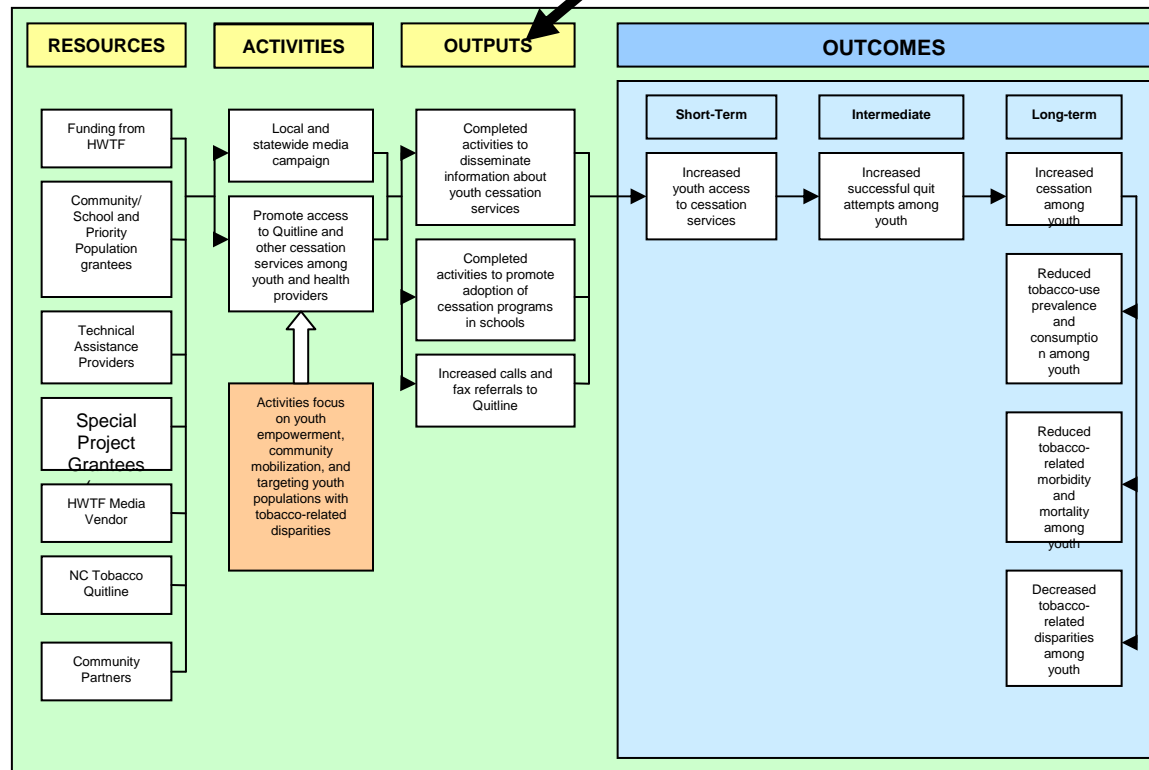 RESOURCES
ACTIVITIES
OUTPUTS
OUTCOMES
Funding from
HWTF
Community/
School and
Priority
Population
grantees
Technical
Assistance
Providers
Special
Project
Grantees
HWTF Media
Vendor
NC Tobacco
Quitline
Community
Partners
Local and
statewide media
campaign
Promote access
to Quitline and
other cessation
services among
youth and health
providers
Activities focus
on youth
empowerment,
community
mobilization, and
targeting youth
populations with
tobacco-related
disparities
Completed
activities to
disseminate
information about
youth cessation
services
Completed
activities to promote
adoption of
cessation programs
in schools
Increased calls and
fax referrals to
Quitline
Short-Term
Increased
youth access
to cessation
services
Intermediate
Increased
successful quit
attempts among
youth
Long-term
Increased
cessation
among
youth
Reduced
tobacco-use
prevalence
and
consumptio
n among
youth
Reduced
tobacco-
related
morbidity
and
mortality
among
youth
Decreased
tobacco-
related
disparities
among
youth